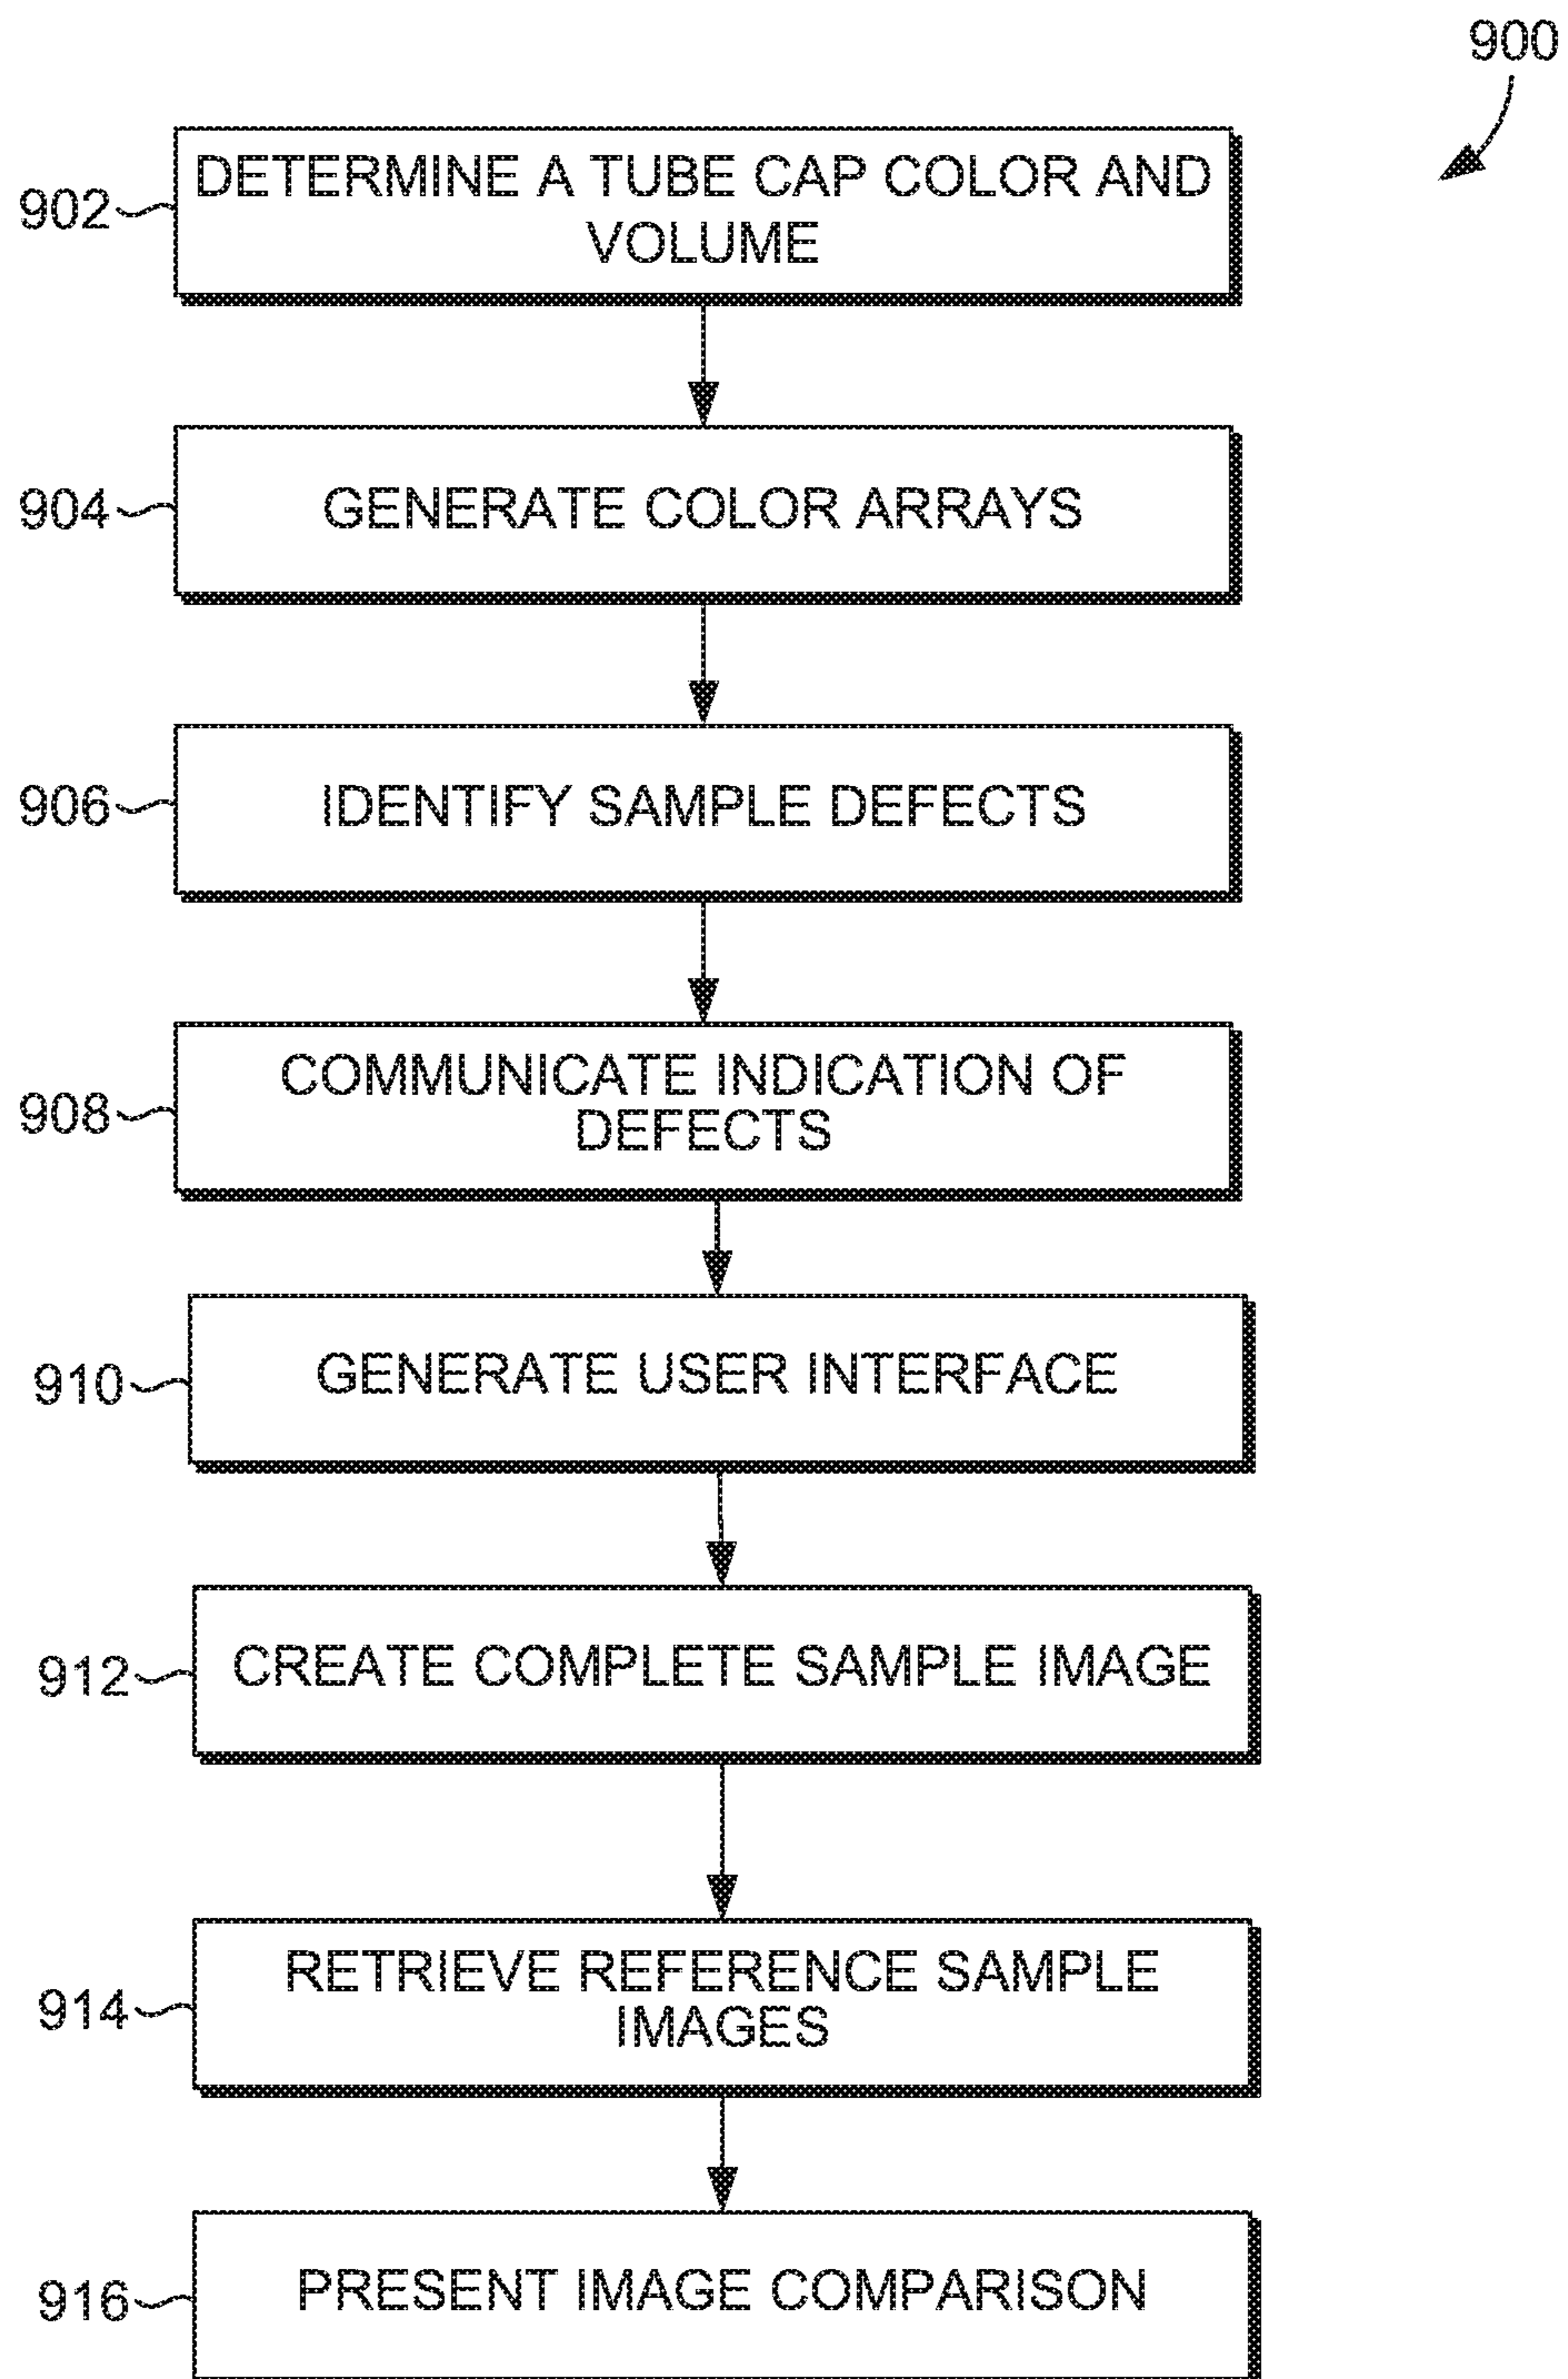 900
902
DETERMINE A TUBE CAP COLOR AND
VOLUME
904
GENERATE COLOR ARRAYS
906
IDENTIFY SAMPLE DEFECTS
908
COMMUNICATE INDICATION OF
DEFECTS
910
GENERATE USER INTERFACE
912
CREATE COMPLETE SAMPLE IMAGE
914
RETRIEVE REFERENCE SAMPLE
IMAGES
916
PRESENT IMAGE COMPARISON